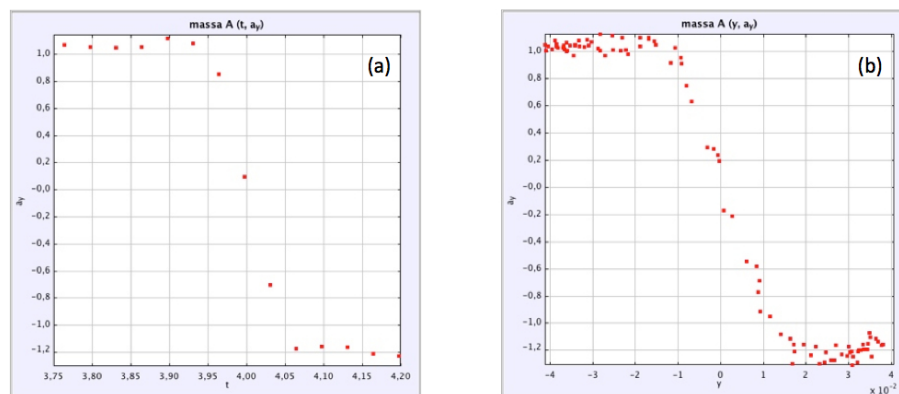 massa A (t, a_y)
(a)
1,0
0,8
0,6
0,4
0,2
-0,0
-0,2
-0,4
-0,6
-0,8
-1,0
-1,2
a_y
3,75 3,80 3,85 3,90 3,95 4,00 4,05 4,10 4,15 4,20
t
massa A (y, a_y)
(b)
1,0
0,8
0,6
0,4
0,2
-0,0
-0,2
-0,4
-0,6
-0,8
-1,0
-1,2
a_y
-4 -3 -2 -1 0 1 2 3 4
y
x 10⁻²